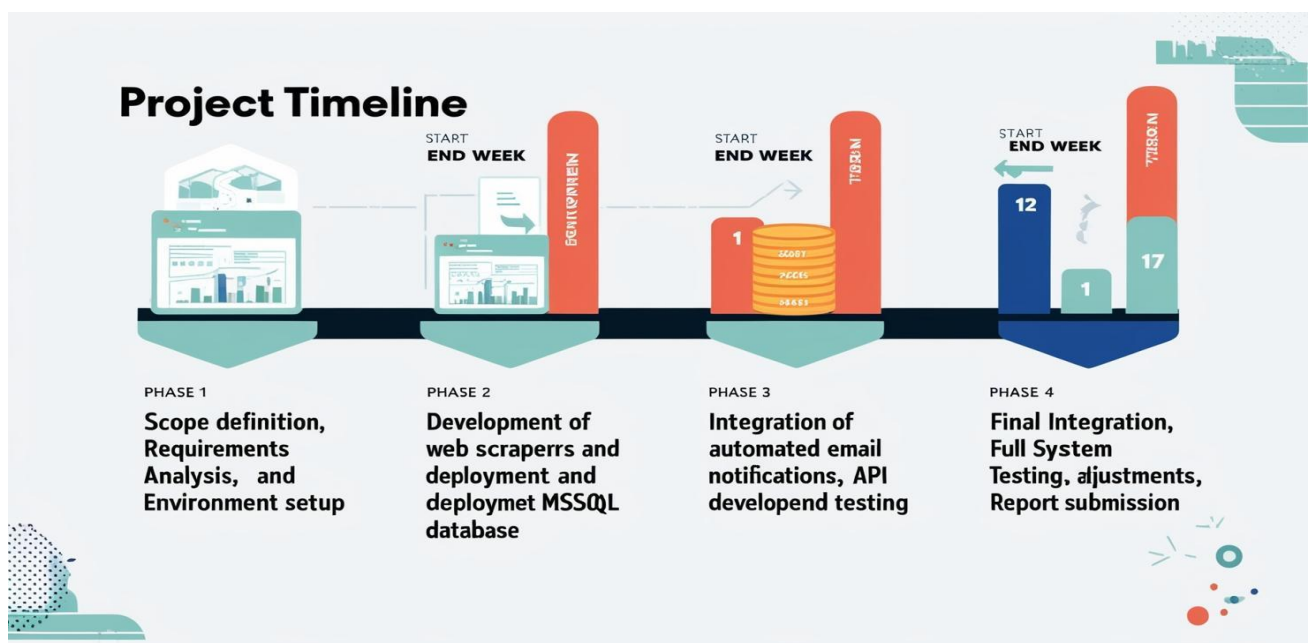 Project Timeline
START
END WEEK
START
END WEEK
START
END WEEK
1
12
1
17
PHASE 1
Scope definition,
Requirements
Analysis, and
Environment setup
PHASE 2
Development of
web scraperrs and
deployment and
deploymet MSSQL
database
PHASE 3
Integration of
automated email
notifications, API
developend testing
PHASE 4
Final Integration,
Full System
Testing, aljustments,
Report submission